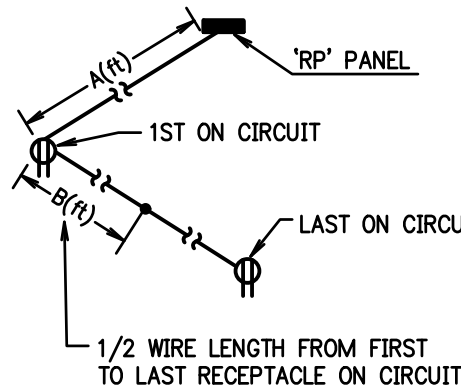 A(ft)
'RP' PANEL
1ST ON CIRCUIT
B(ft)
LAST ON CIRCU
1/2 WIRE LENGTH FROM FIRST
TO LAST RECEPTACLE ON CIRCUIT